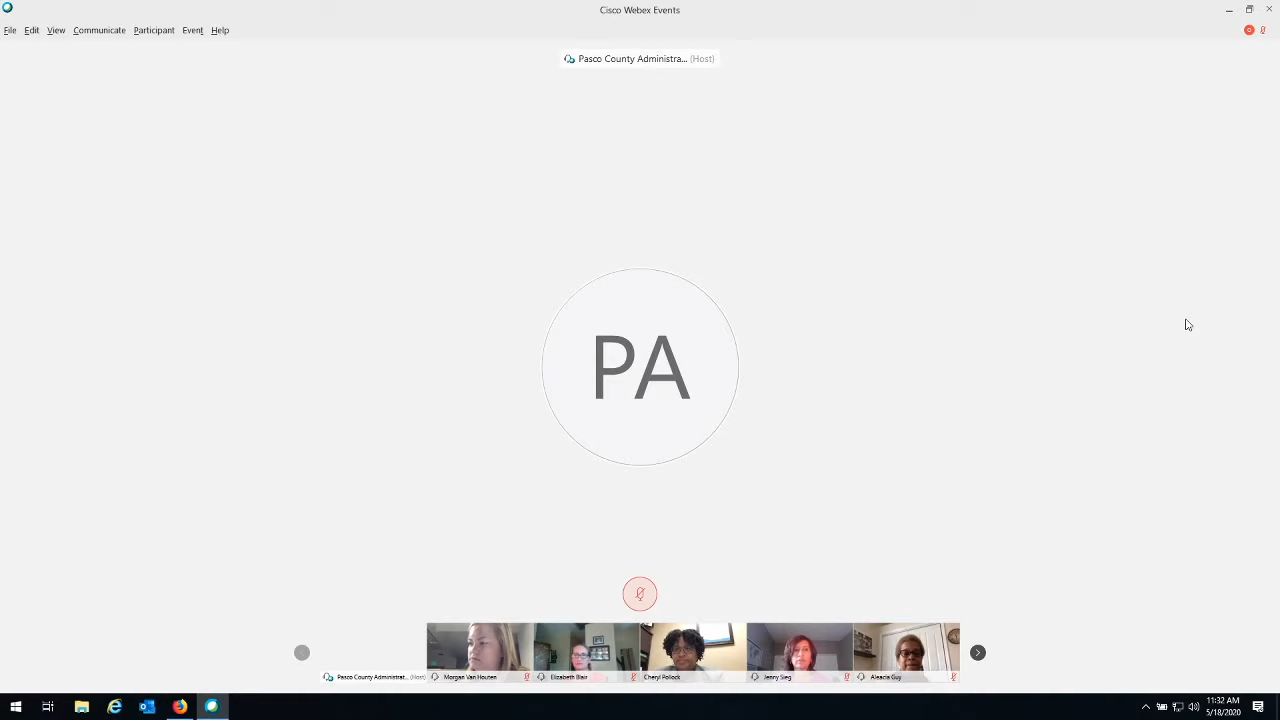 Cisco Webex Events
File Edit View Communicate Participant Event Help
Pasco County Administra... (Host)
PA
Pasco County Administrat... (Host) Morgan Van Houten Elizabeth Blair Cheryl Pollock Jenny Sieg Aleacia Guy
11:32 AM
5/18/2020